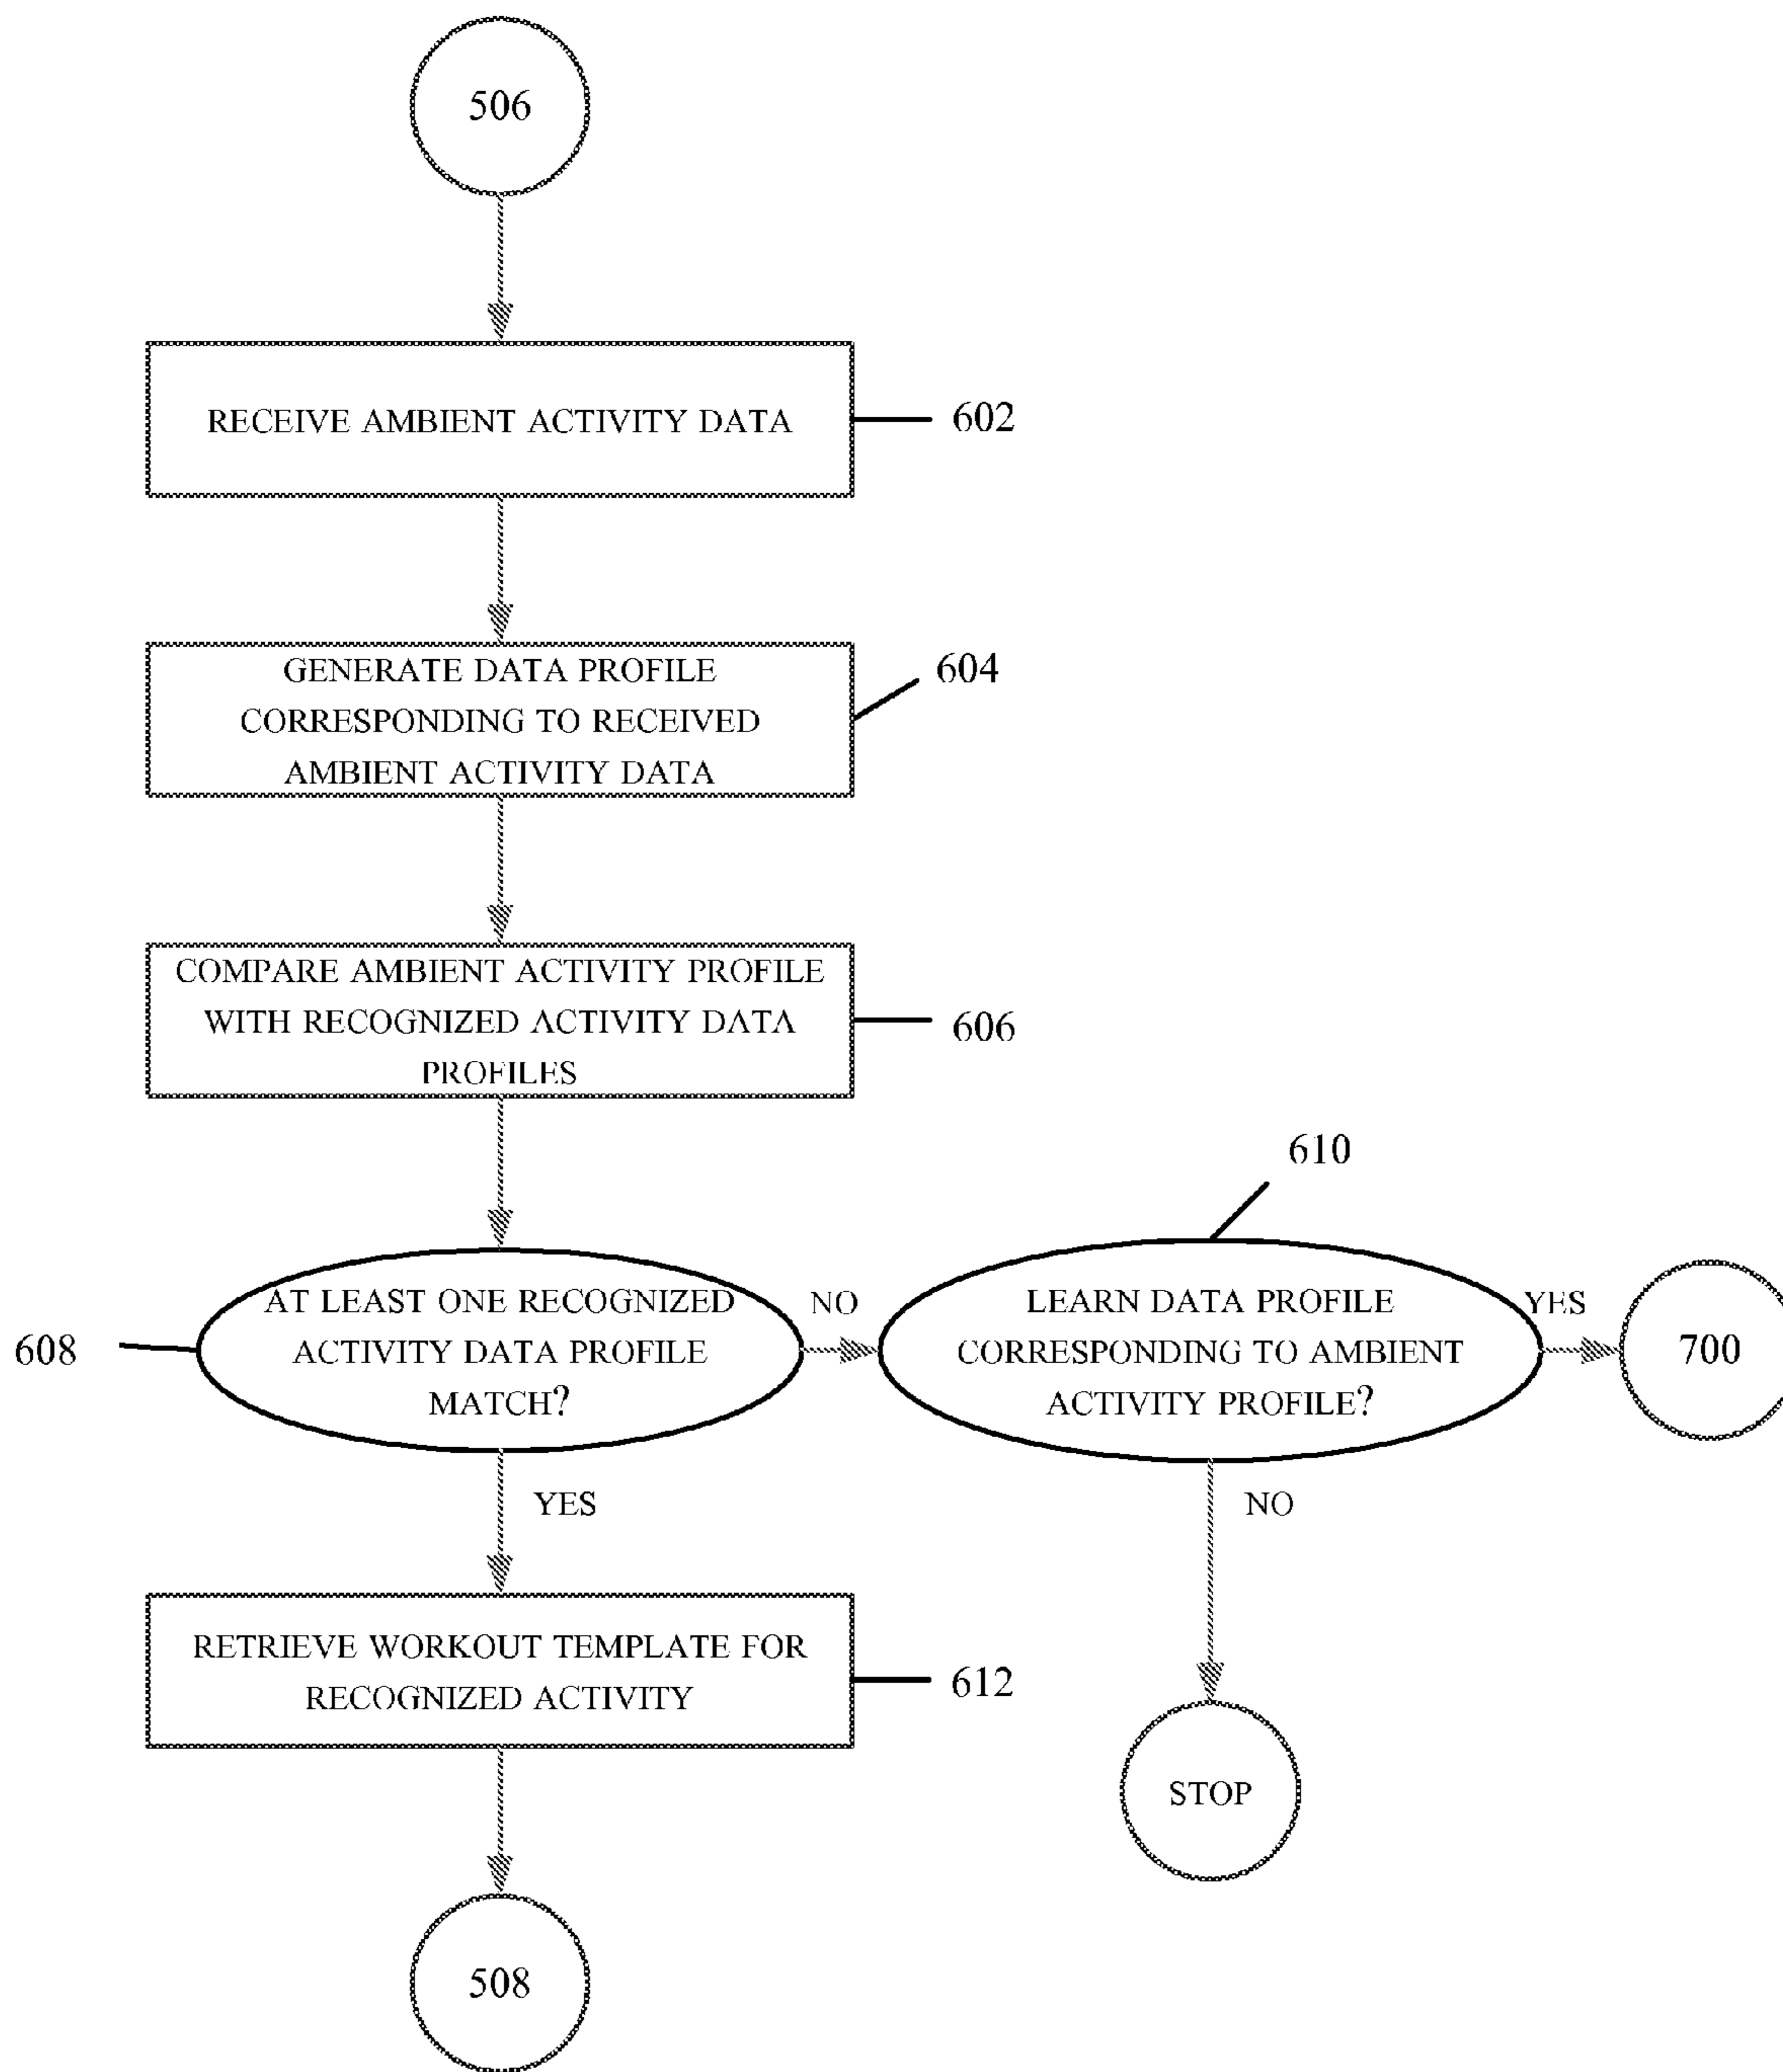 506
RECEIVE AMBIENT ACTIVITY DATA
602
GENERATE DATA PROFILE
CORRESPONDING TO RECEIVED
AMBIENT ACTIVITY DATA
604
COMPARE AMBIENT ACTIVITY PROFILE
WITH RECOGNIZED ACTIVITY DATA
PROFILES
606
608
AT LEAST ONE RECOGNIZED
ACTIVITY DATA PROFILE
MATCH?
NO
610
LEARN DATA PROFILE
CORRESPONDING TO AMBIENT
ACTIVITY PROFILE?
YES
700
YES
NO
RETRIEVE WORKOUT TEMPLATE FOR
RECOGNIZED ACTIVITY
612
STOP
508